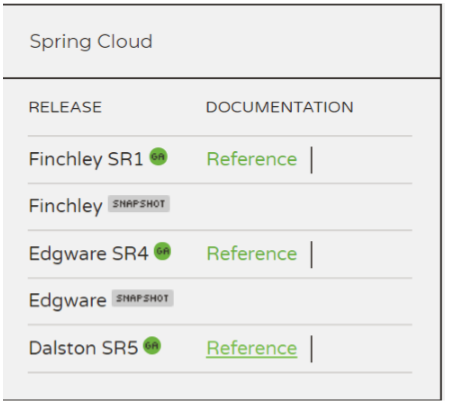 Spring Cloud
RELEASE DOCUMENTATION
Finchley SR1 GA Reference
Finchley SNAPSHOT
Edgware SR4 GA Reference
Edgware SNAPSHOT
Dalston SR5 GA Reference